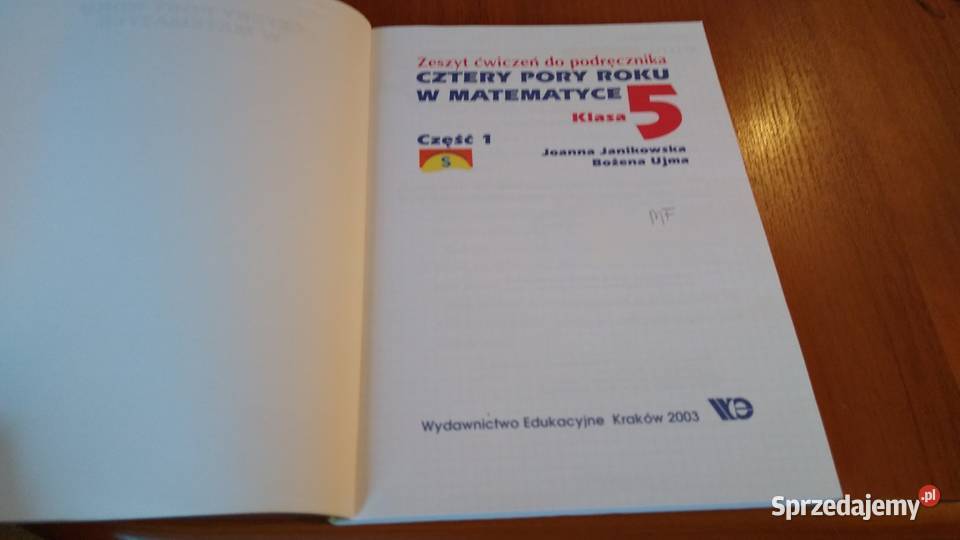 Zeszyt ćwiczeń do podręcznika
CZTERY PORY ROKU
W MATEMATYCE
Klasa 5
Część 1
S
Joanna Janikowska
Bożena Ujma
MF
Wydawnictwo Edukacyjne Kraków 2003
Sprzedajemy.pl